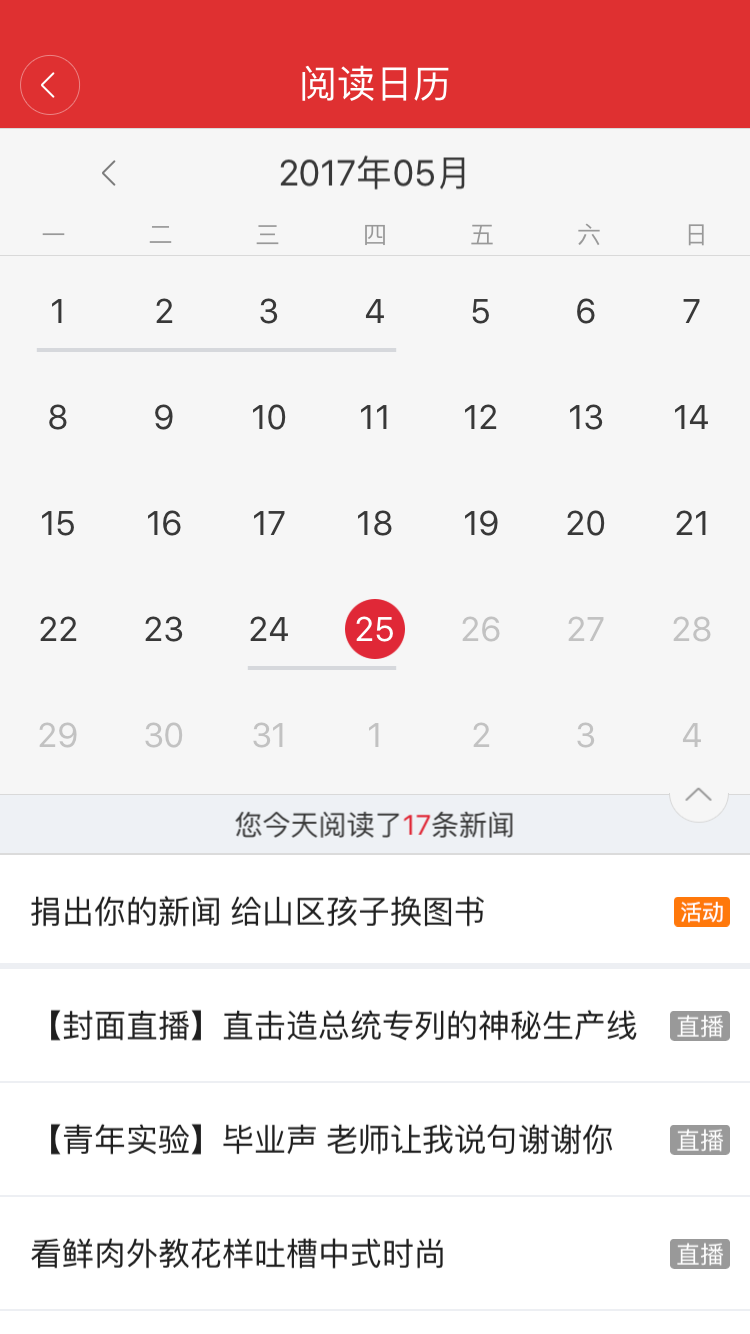 阅读日历
2017年05月
一 二 三 四 五 六 日
1 2 3 4 5 6 7
8 9 10 11 12 13 14
15 16 17 18 19 20 21
22 23 24 25 26 27 28
29 30 31 1 2 3 4
您今天阅读了17条新闻
捐出你的新闻 给山区孩子换图书 活动
【封面直播】直击造总统专列的神秘生产线 直播
【青年实验】毕业声 老师让我说句谢谢你 直播
看鲜肉外教花样吐槽中式时尚 直播